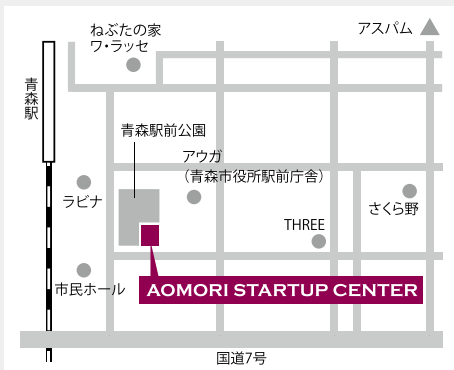 ねぶたの家
ワ・ラッセ
アスパム
青森駅
青森駅前公園
アウガ
（青森市役所駅前庁舎）
ラビナ
さくら野
THREE
市民ホール
AOMORI STARTUP CENTER
国道7号